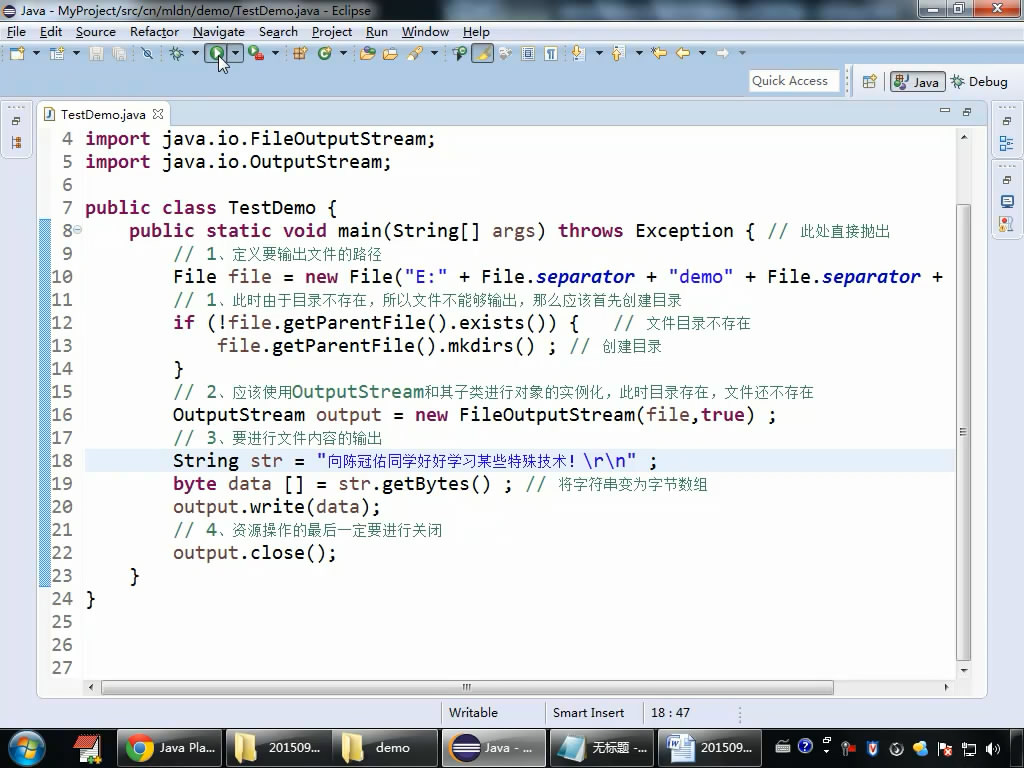 Java - MyProject/src/cn/mldn/demo/TestDemo.java - Eclipse
File Edit Source Refactor Navigate Search Project Run Window Help
Quick Access Java Debug
TestDemo.java
4 import java.io.FileOutputStream;
5 import java.io.OutputStream;
6
7 public class TestDemo {
8 public static void main(String[] args) throws Exception { // 此处直接抛出
9 // 1、定义要输出文件的路径
10 File file = new File("E:" + File.separator + "demo" + File.separator +
11 // 1、此时由于目录不存在，所以文件不能够输出，那么应该首先创建目录
12 if (!file.getParentFile().exists()) { // 文件目录不存在
13 file.getParentFile().mkdirs() ; // 创建目录
14 }
15 // 2、应该使用OutputStream和其子类进行对象的实例化，此时目录存在，文件还不存在
16 OutputStream output = new FileOutputStream(file,true) ;
17 // 3、要进行文件内容的输出
18 String str = "向陈冠佑同学好好学习某些特殊技术！\r\n" ;
19 byte data [] = str.getBytes() ; // 将字符串变为字节数组
20 output.write(data);
21 // 4、资源操作的最后一定要进行关闭
22 output.close();
23 }
24 }
25
26
27
Writable Smart Insert 18 : 47
Java Pla... 201509... demo Java - ... 无标题 -... 201509...